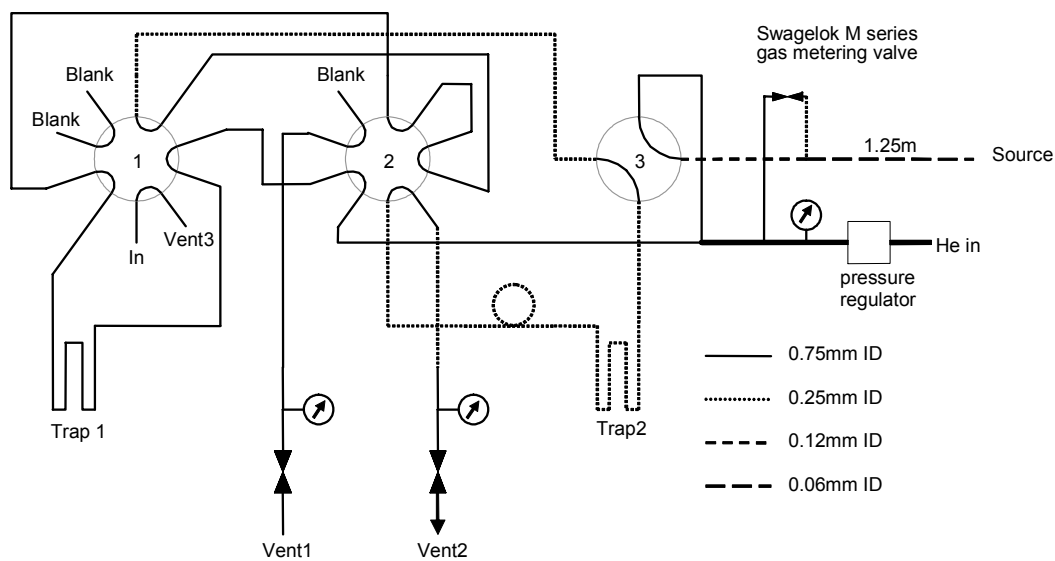 Swagelok M series
gas metering valve
Blank
Blank
Blank
1
2
3
1.25m
Source
In
Vent3
He in
pressure
regulator
0.75mm ID
0.25mm ID
0.12mm ID
0.06mm ID
Trap 1
Trap2
Vent1
Vent2